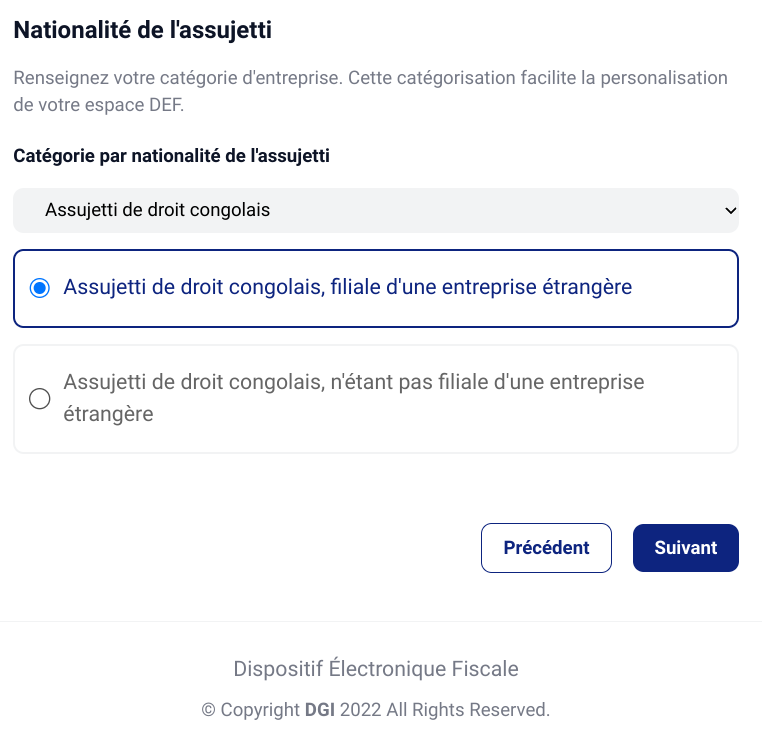 Nationalité de l'assujetti
Renseignez votre catégorie d'entreprise. Cette catégorisation facilite la personalisation
de votre espace DEF.
Catégorie par nationalité de l'assujetti
Assujetti de droit congolais
Assujetti de droit congolais, filiale d'une entreprise étrangère
Assujetti de droit congolais, n'étant pas filiale d'une entreprise
étrangère
Précédent
Suivant
Dispositif Électronique Fiscale
© Copyright DGI 2022 All Rights Reserved.